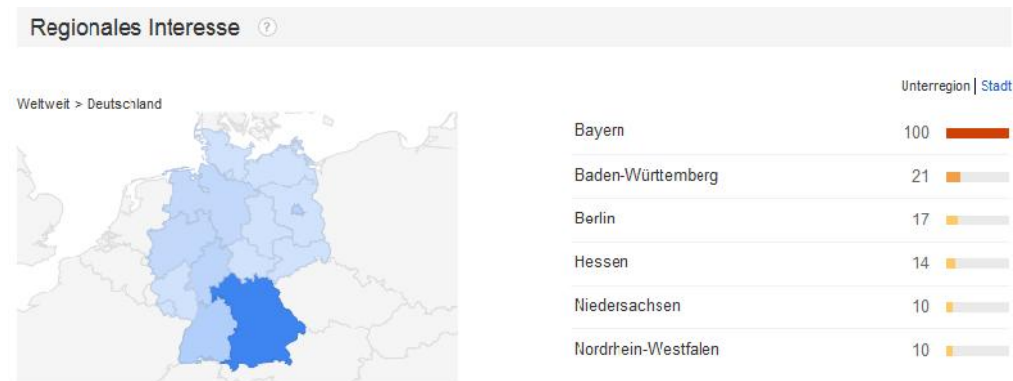 Regionales Interesse ?
Unterregion | Stadt
Weltweit > Deutschland
Bayern 100
Baden-Württemberg 21
Berlin 17
Hessen 14
Niedersachsen 10
Nordrhein-Westfalen 10